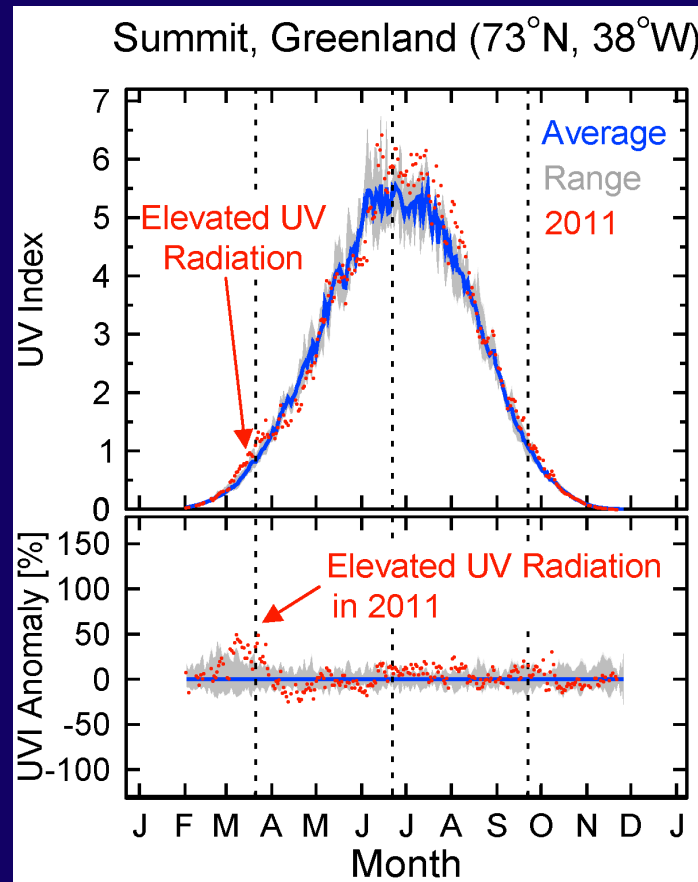 Summit, Greenland (73°N, 38°W)
7
6
5
4
3
2
1
0
UV Index
Average
Range
2011
Elevated UV
Radiation
150
100
50
0
-50
-100
UVI Anomaly [%]
Elevated UV Radiation
in 2011
J F M A M J J A S O N D J
Month